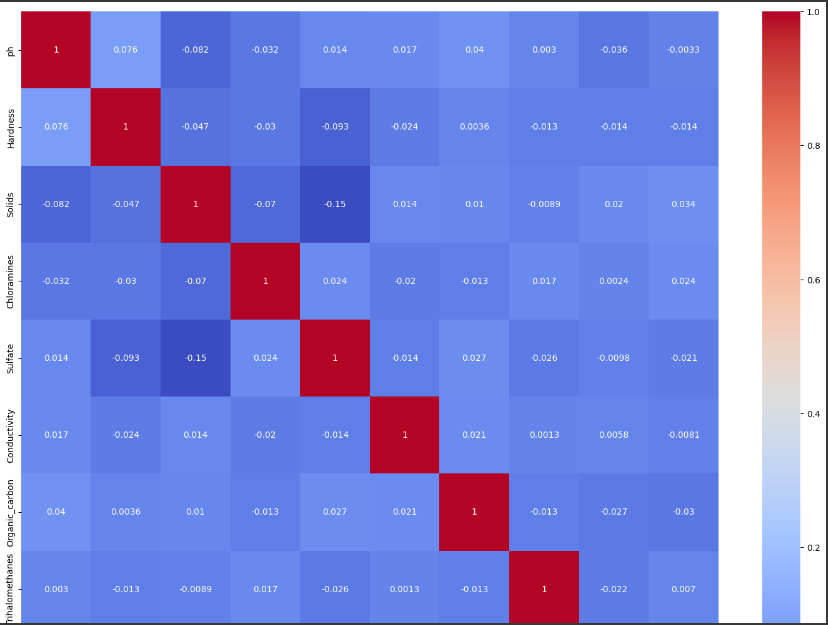 ph 1 0.076 -0.082 -0.032 0.014 0.017 0.04 0.003 -0.036 -0.0033
Hardness 0.076 1 -0.047 -0.03 -0.093 -0.024 0.0036 -0.013 -0.014 -0.014
Solids -0.082 -0.047 1 -0.07 -0.15 0.014 0.01 -0.0089 0.02 0.034
Chloramines -0.032 -0.03 -0.07 1 0.024 -0.02 -0.013 0.017 0.0024 0.024
Sulfate 0.014 -0.093 -0.15 0.024 1 -0.014 0.027 -0.026 -0.0098 -0.021
Conductivity 0.017 -0.024 0.014 -0.02 -0.014 1 0.021 0.0013 0.0058 -0.0081
Organic_carbon 0.04 0.0036 0.01 -0.013 0.027 0.021 1 -0.013 -0.027 -0.03
Trihalomethanes 0.003 -0.013 -0.0089 0.017 -0.026 0.0013 -0.013 1 -0.022 0.007
1.0
0.8
0.6
0.4
0.2